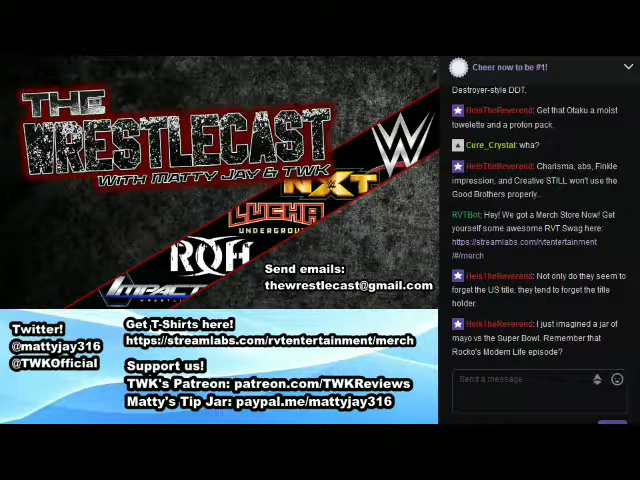 THE
WRESTLECAST
WITH MATTY JAY & TWK
W
NXT
LUCHA
UNDERGROUND
ROH
IMPACT
WRESTLING
Send emails:
thewrestlecast@gmail.com
Twitter!
@mattyjay316
@TWKOfficial
Get T-Shirts here!
https://streamlabs.com/rvtentertainment/merch
Support us!
TWK's Patreon: patreon.com/TWKReviews
Matty's Tip Jar: paypal.me/mattyjay316
Cheer now to be #1!
Destroyer-style DDT.
HeIsTheReverend: Get that Otaku a moist
towelette and a proton pack.
Cure_Crystal: wha?
HeIsTheReverend: Charisma, abs, Finkle
impression, and Creative STILL won't use the
Good Brothers properly...
RVTBot: Hey! We got a Merch Store Now! Get
yourself some awesome RVT Swag here:
https://streamlabs.com/rvtentertainment
/#/merch
HeIsTheReverend: Not only do they seem to
forget the US title, they tend to forget the title
holder.
HeIsTheReverend: I just imagined a jar of
mayo vs the Super Bowl. Remember that
Rocko's Modern Life episode?
Send a message